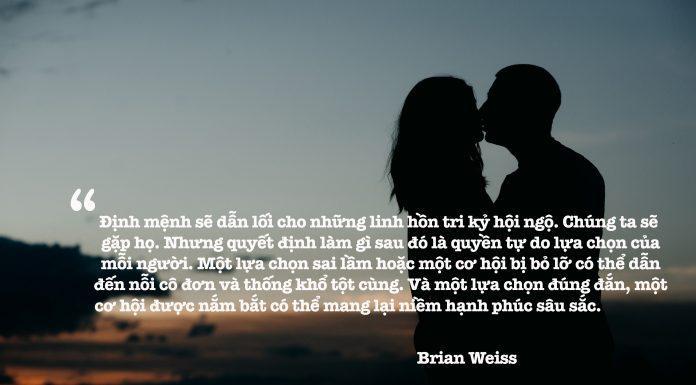 “
Định mệnh sẽ dẫn lối cho những linh hồn tri kỷ hội ngộ. Chúng ta sẽ
gặp họ. Nhưng quyết định làm gì sau đó là quyền tự do lựa chọn của
mỗi người. Một lựa chọn sai lầm hoặc một cơ hội bị bỏ lỡ có thể dẫn
đến nỗi cô đơn và thống khổ tột cùng. Và một lựa chọn đúng đắn, một
cơ hội được nắm bắt có thể mang lại niềm hạnh phúc sâu sắc.
Brian Weiss